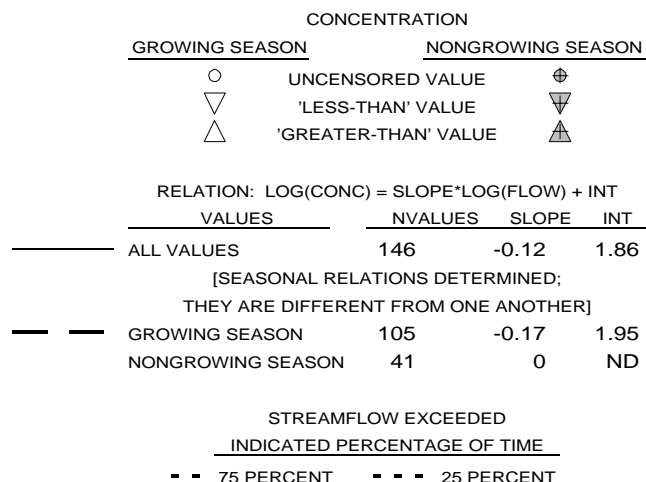 CONCENTRATION
GROWING SEASON NONGROWING SEASON
UNCENSORED VALUE
'LESS-THAN' VALUE
'GREATER-THAN' VALUE
RELATION: LOG(CONC) = SLOPE*LOG(FLOW) + INT
VALUES NVALUES SLOPE INT
ALL VALUES 146 -0.12 1.86
[SEASONAL RELATIONS DETERMINED;
THEY ARE DIFFERENT FROM ONE ANOTHER]
GROWING SEASON 105 -0.17 1.95
NONGROWING SEASON 41 0 ND
STREAMFLOW EXCEEDED
INDICATED PERCENTAGE OF TIME
75 PERCENT 25 PERCENT